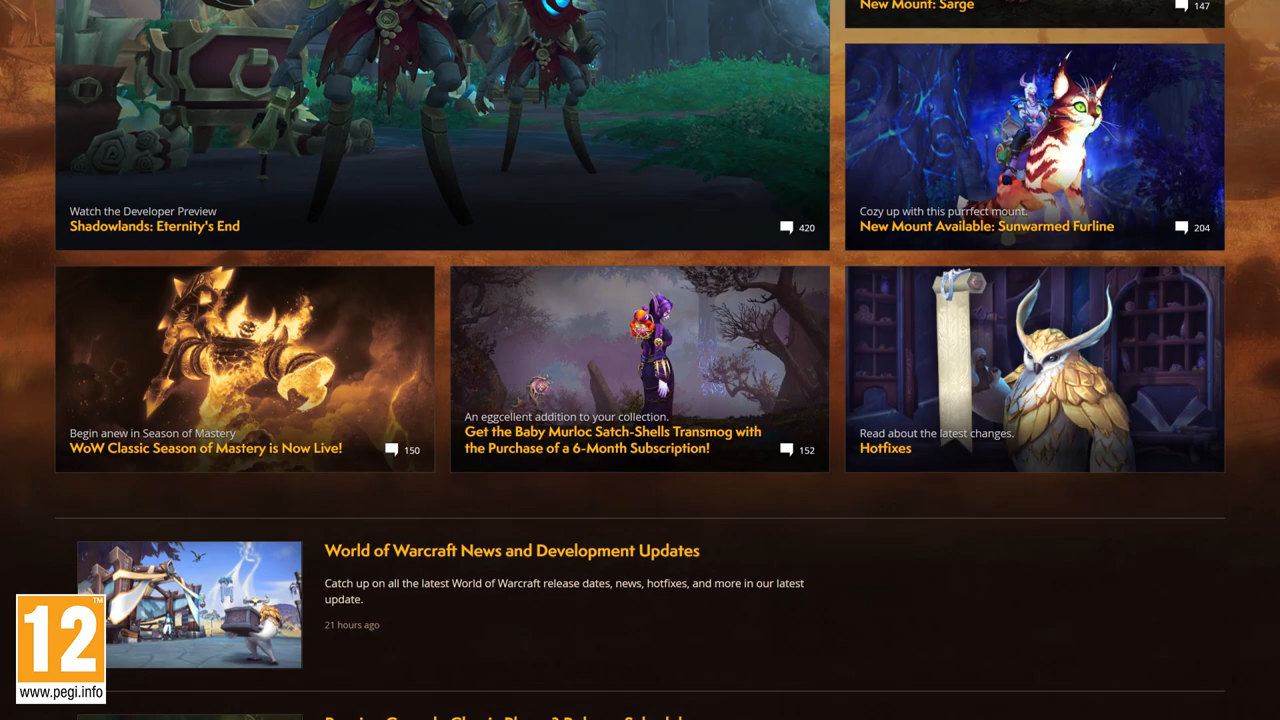 New Mount: Sarge
147
Watch the Developer Preview
Shadowlands: Eternity's End
420
Cozy up with this purrfect mount.
New Mount Available: Sunwarmed Furline
204
Begin anew in Season of Mastery
WoW Classic Season of Mastery is Now Live!
150
An eggcellent addition to your collection.
Get the Baby Murloc Satch-Shells Transmog with
the Purchase of a 6-Month Subscription!
152
Read about the latest changes.
Hotfixes
World of Warcraft News and Development Updates
Catch up on all the latest World of Warcraft release dates, news, hotfixes, and more in our latest
update.
21 hours ago
12
TM
www.pegi.info